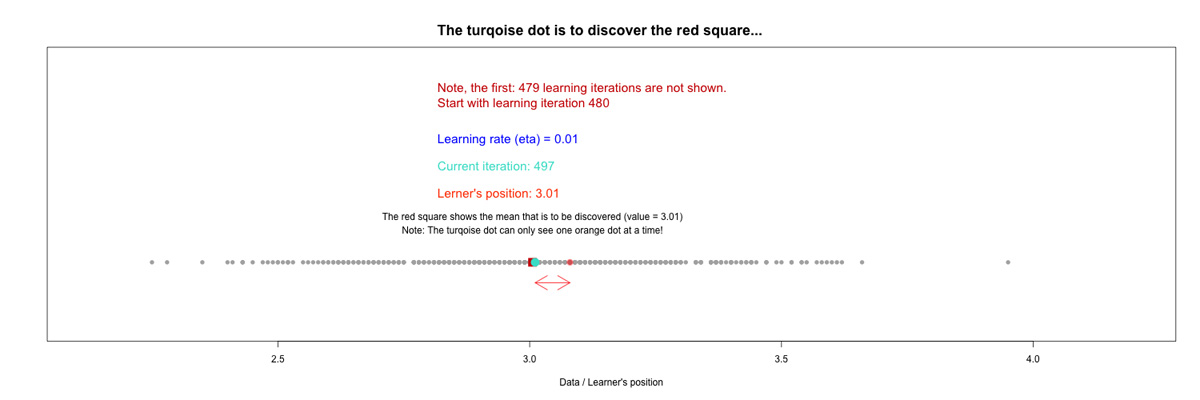 The turqoise dot is to discover the red square...
Note, the first: 479 learning iterations are not shown.
Start with learning iteration 480
Learning rate (eta) = 0.01
Current iteration: 497
Lerner's position: 3.01
The red square shows the mean that is to be discovered (value = 3.01)
Note: The turqoise dot can only see one orange dot at a time!
2.5 3.0 3.5 4.0
Data / Learner's position